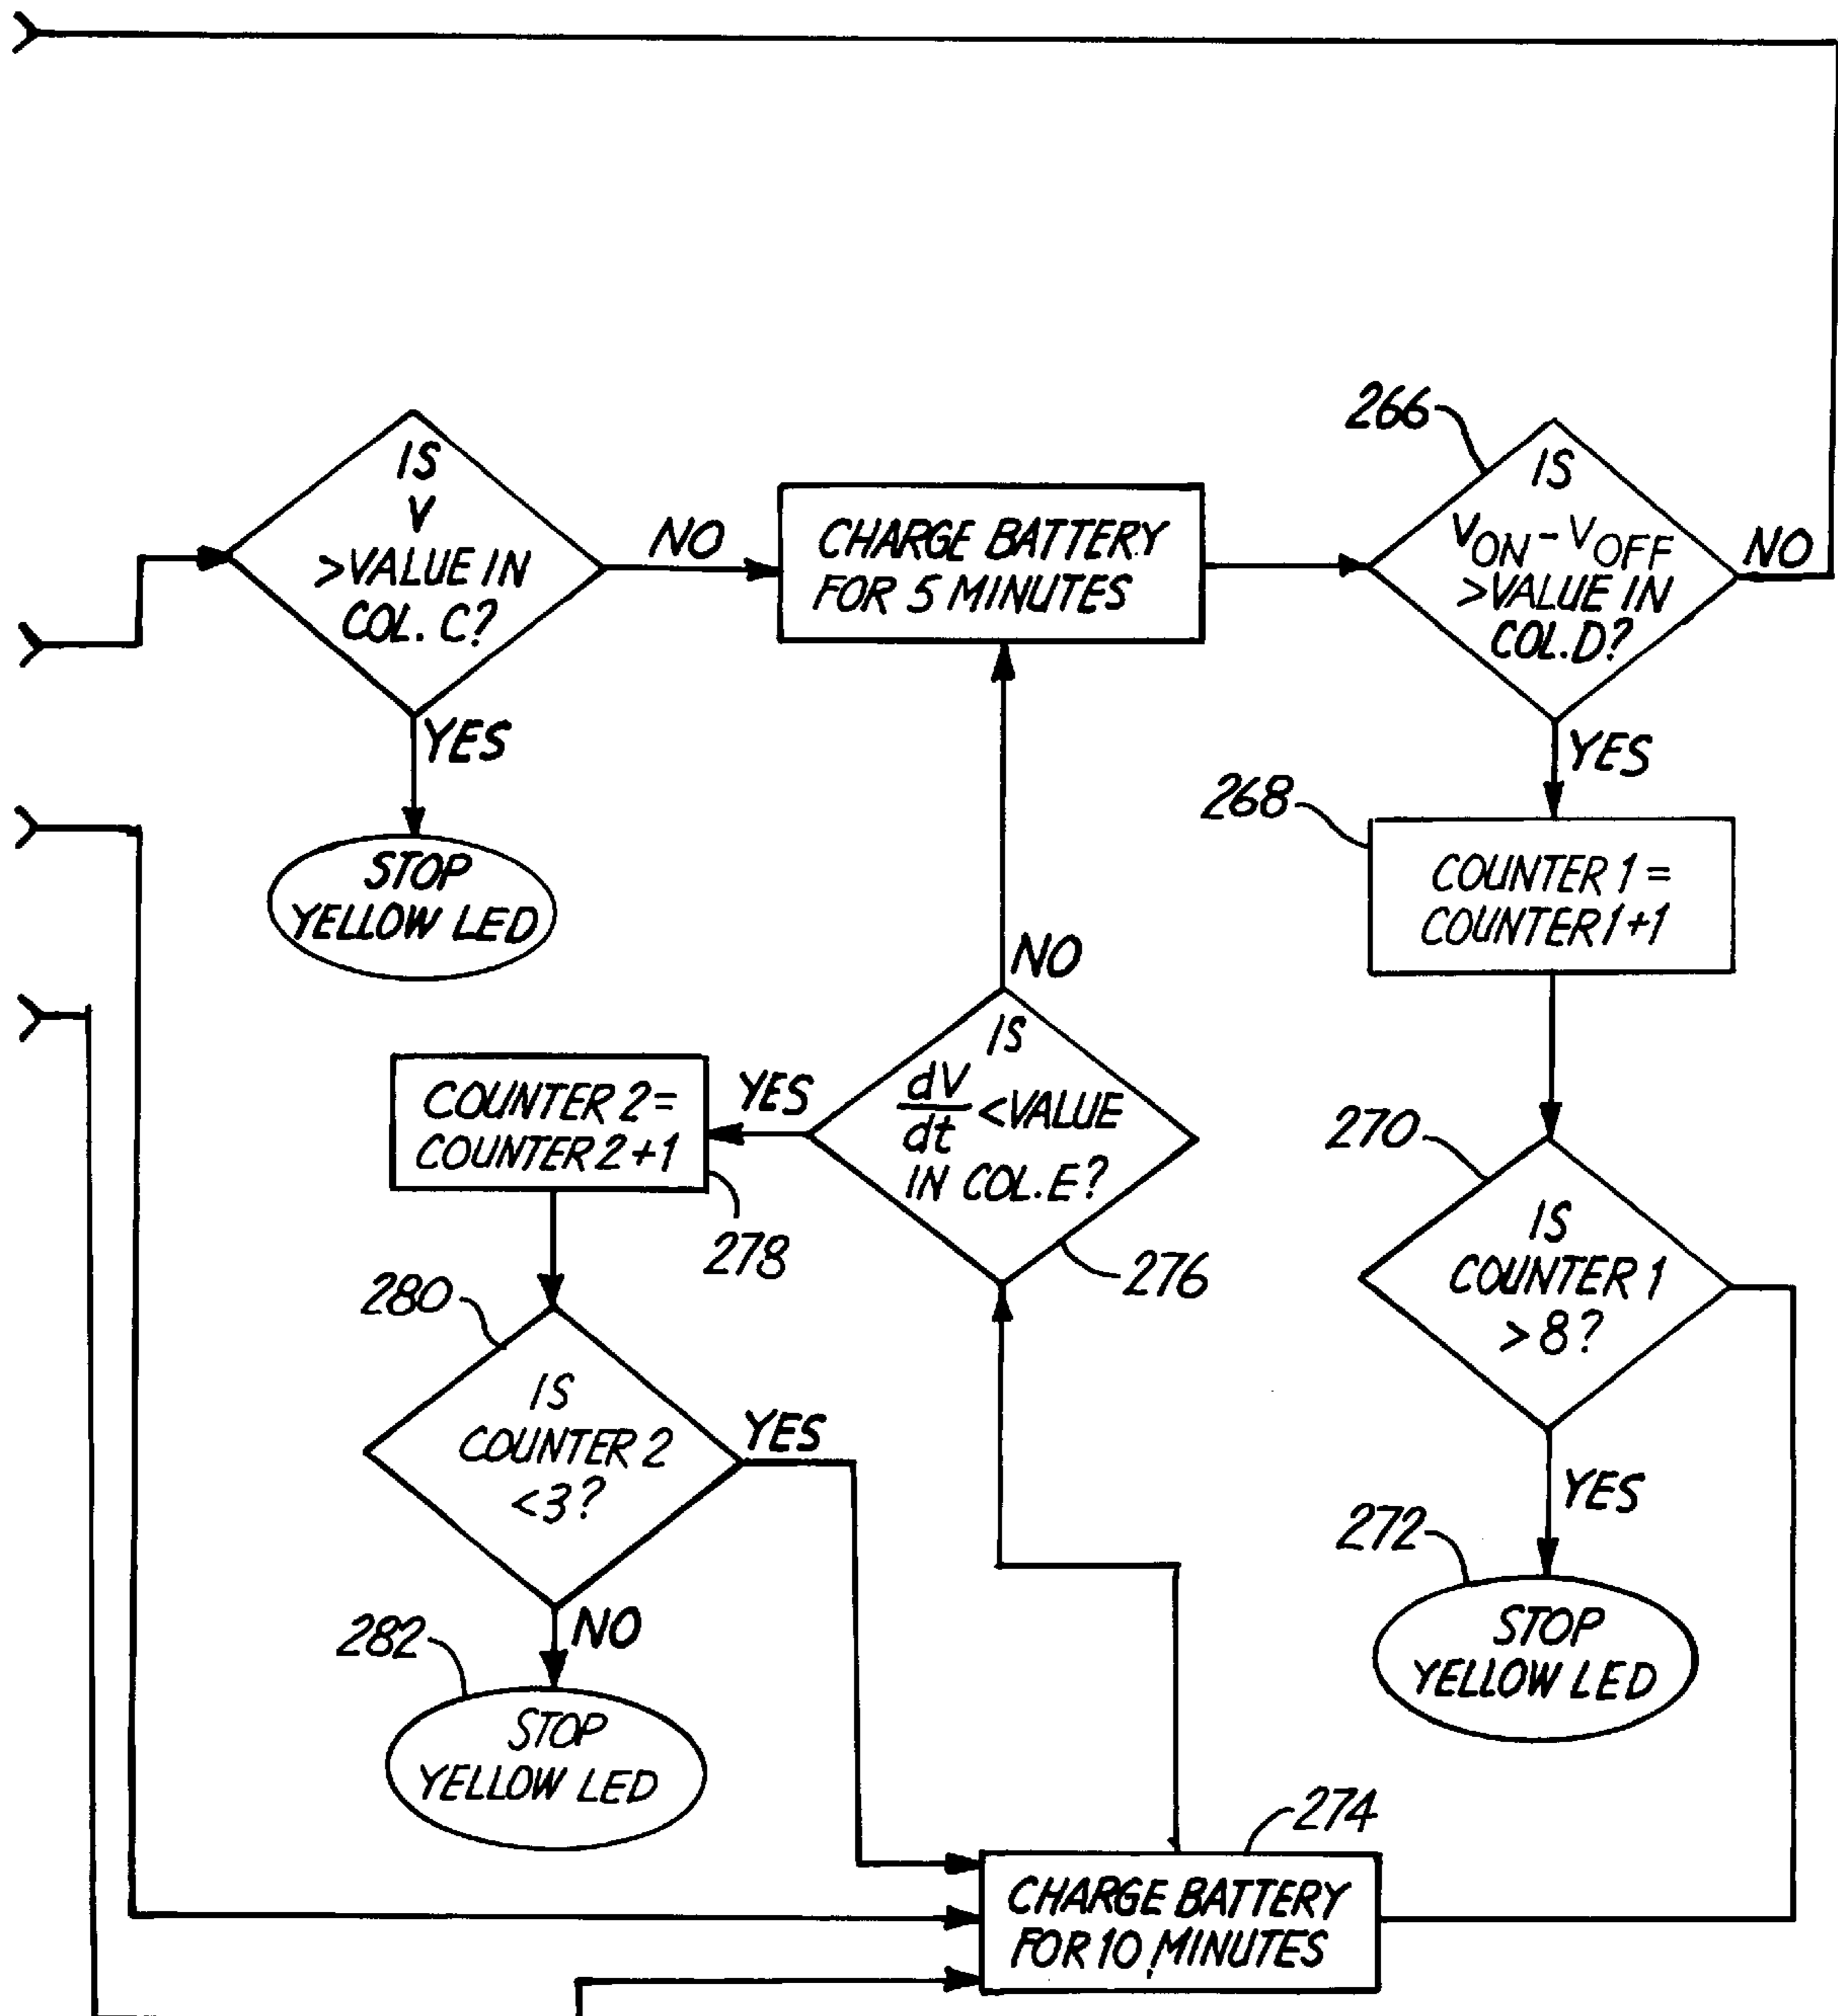 IS
V
>VALUE IN
COL. C?
NO
YES
STOP
YELLOW LED
CHARGE BATTERY
FOR 5 MINUTES
266
IS
VON-VOFF
>VALUE IN
COL.D?
NO
YES
268
COUNTER 1=
COUNTER 1+1
270
IS
COUNTER 1
>8?
YES
272
STOP
YELLOW LED
NO
IS
dV
dt
<VALUE
IN COL.E?
276
YES
COUNTER 2=
COUNTER 2+1
278
280
IS
COUNTER 2
<3?
YES
NO
282
STOP
YELLOW LED
274
CHARGE BATTERY
FOR 10 MINUTES